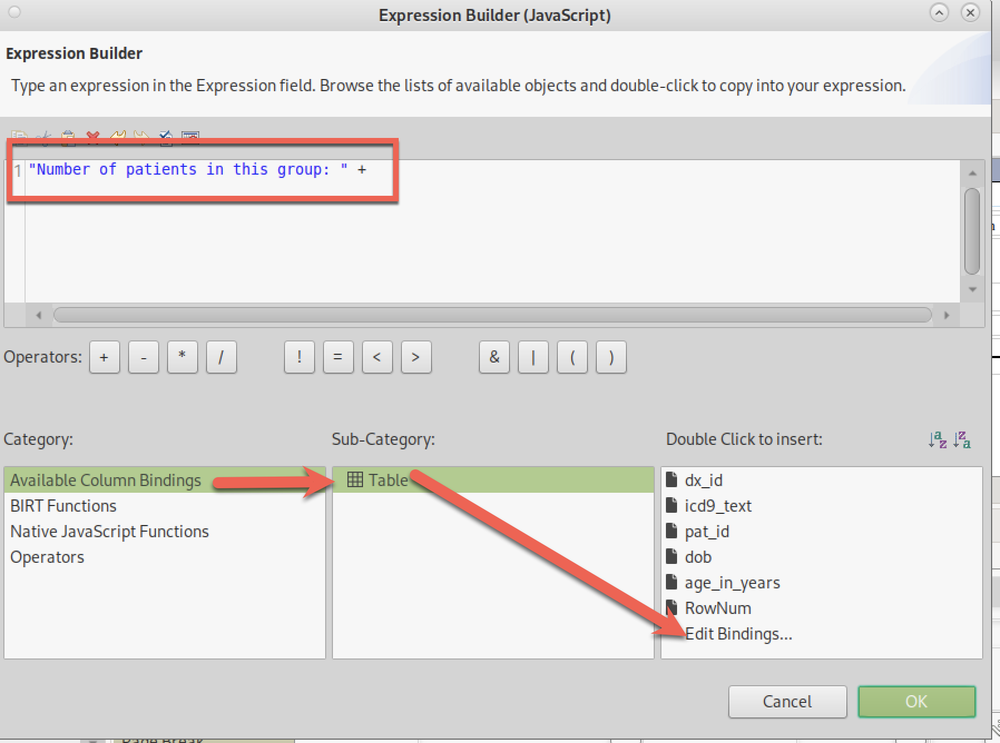 Expression Builder (JavaScript)
Expression Builder
Type an expression in the Expression field. Browse the lists of available objects and double-click to copy into your expression.
1 "Number of patients in this group: " +
Operators: + - * / ! = < > & | ( )
Category: Sub-Category: Double Click to insert:
Available Column Bindings
BIRT Functions
Native JavaScript Functions
Operators
Table
dx_id
icd9_text
pat_id
dob
age_in_years
RowNum
Edit Bindings...
Cancel OK
Page Break